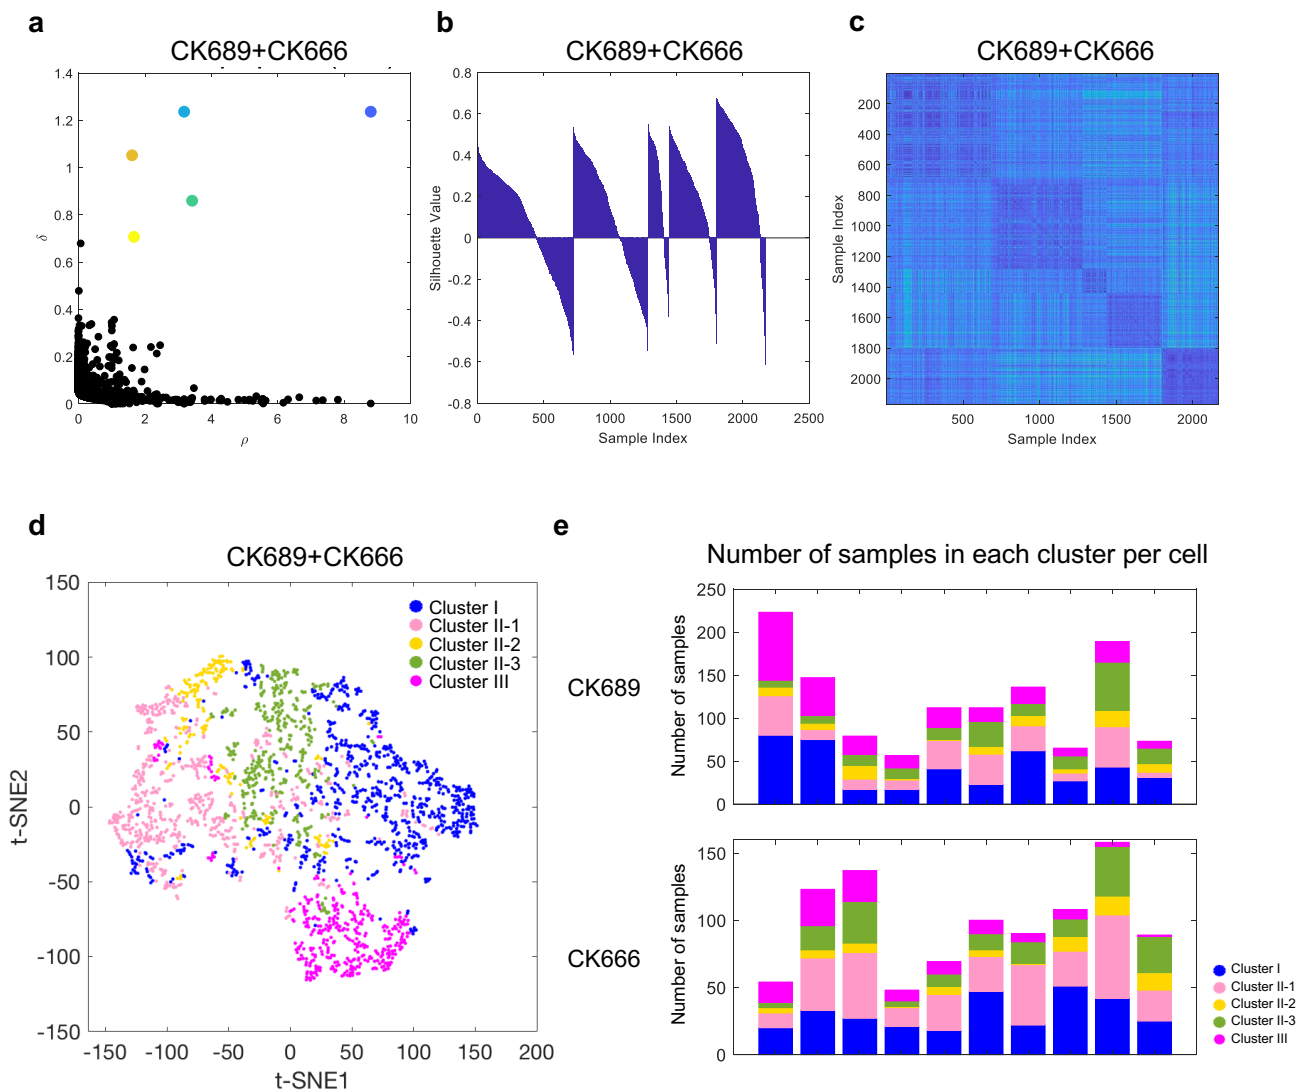 a
CK689+CK666
1.4
1.2
1
0.8
0.6
0.4
0.2
0
δ
0 2 4 6 8 10
ρ
b
CK689+CK666
0.8
0.6
0.4
0.2
0
-0.2
-0.4
-0.6
-0.8
Silhouette Value
0 500 1000 1500 2000 2500
Sample Index
c
CK689+CK666
200
400
600
800
1000
1200
1400
1600
1800
2000
Sample Index
500 1000 1500 2000
Sample Index
d
CK689+CK666
150
100
50
0
-50
-100
-150
t-SNE2
Cluster I
Cluster II-1
Cluster II-2
Cluster II-3
Cluster III
-150 -100 -50 0 50 100 150 200
t-SNE1
e
Number of samples in each cluster per cell
CK689
250
200
150
100
50
0
Number of samples
CK666
150
100
50
0
Number of samples
Cluster I
Cluster II-1
Cluster II-2
Cluster II-3
Cluster III